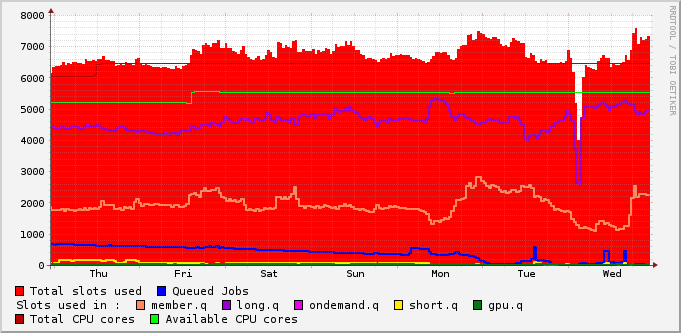 8000
7000
6000
5000
4000
3000
2000
1000
0
Thu Fri Sat Sun Mon Tue Wed
RRDTOOL / TOBI OETIKER
Total slots used Queued Jobs
Slots used in : member.q long.q ondemand.q short.q gpu.q
Total CPU cores Available CPU cores